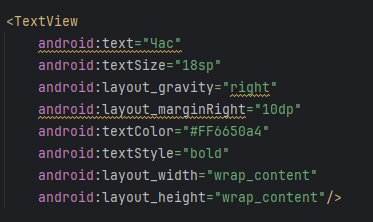 <TextView
android:text="Час"
android:textSize="18sp"
android:layout_gravity="right"
android:layout_marginRight="10dp"
android:textColor="#FF6650a4"
android:textStyle="bold"
android:layout_width="wrap_content"
android:layout_height="wrap_content"/>